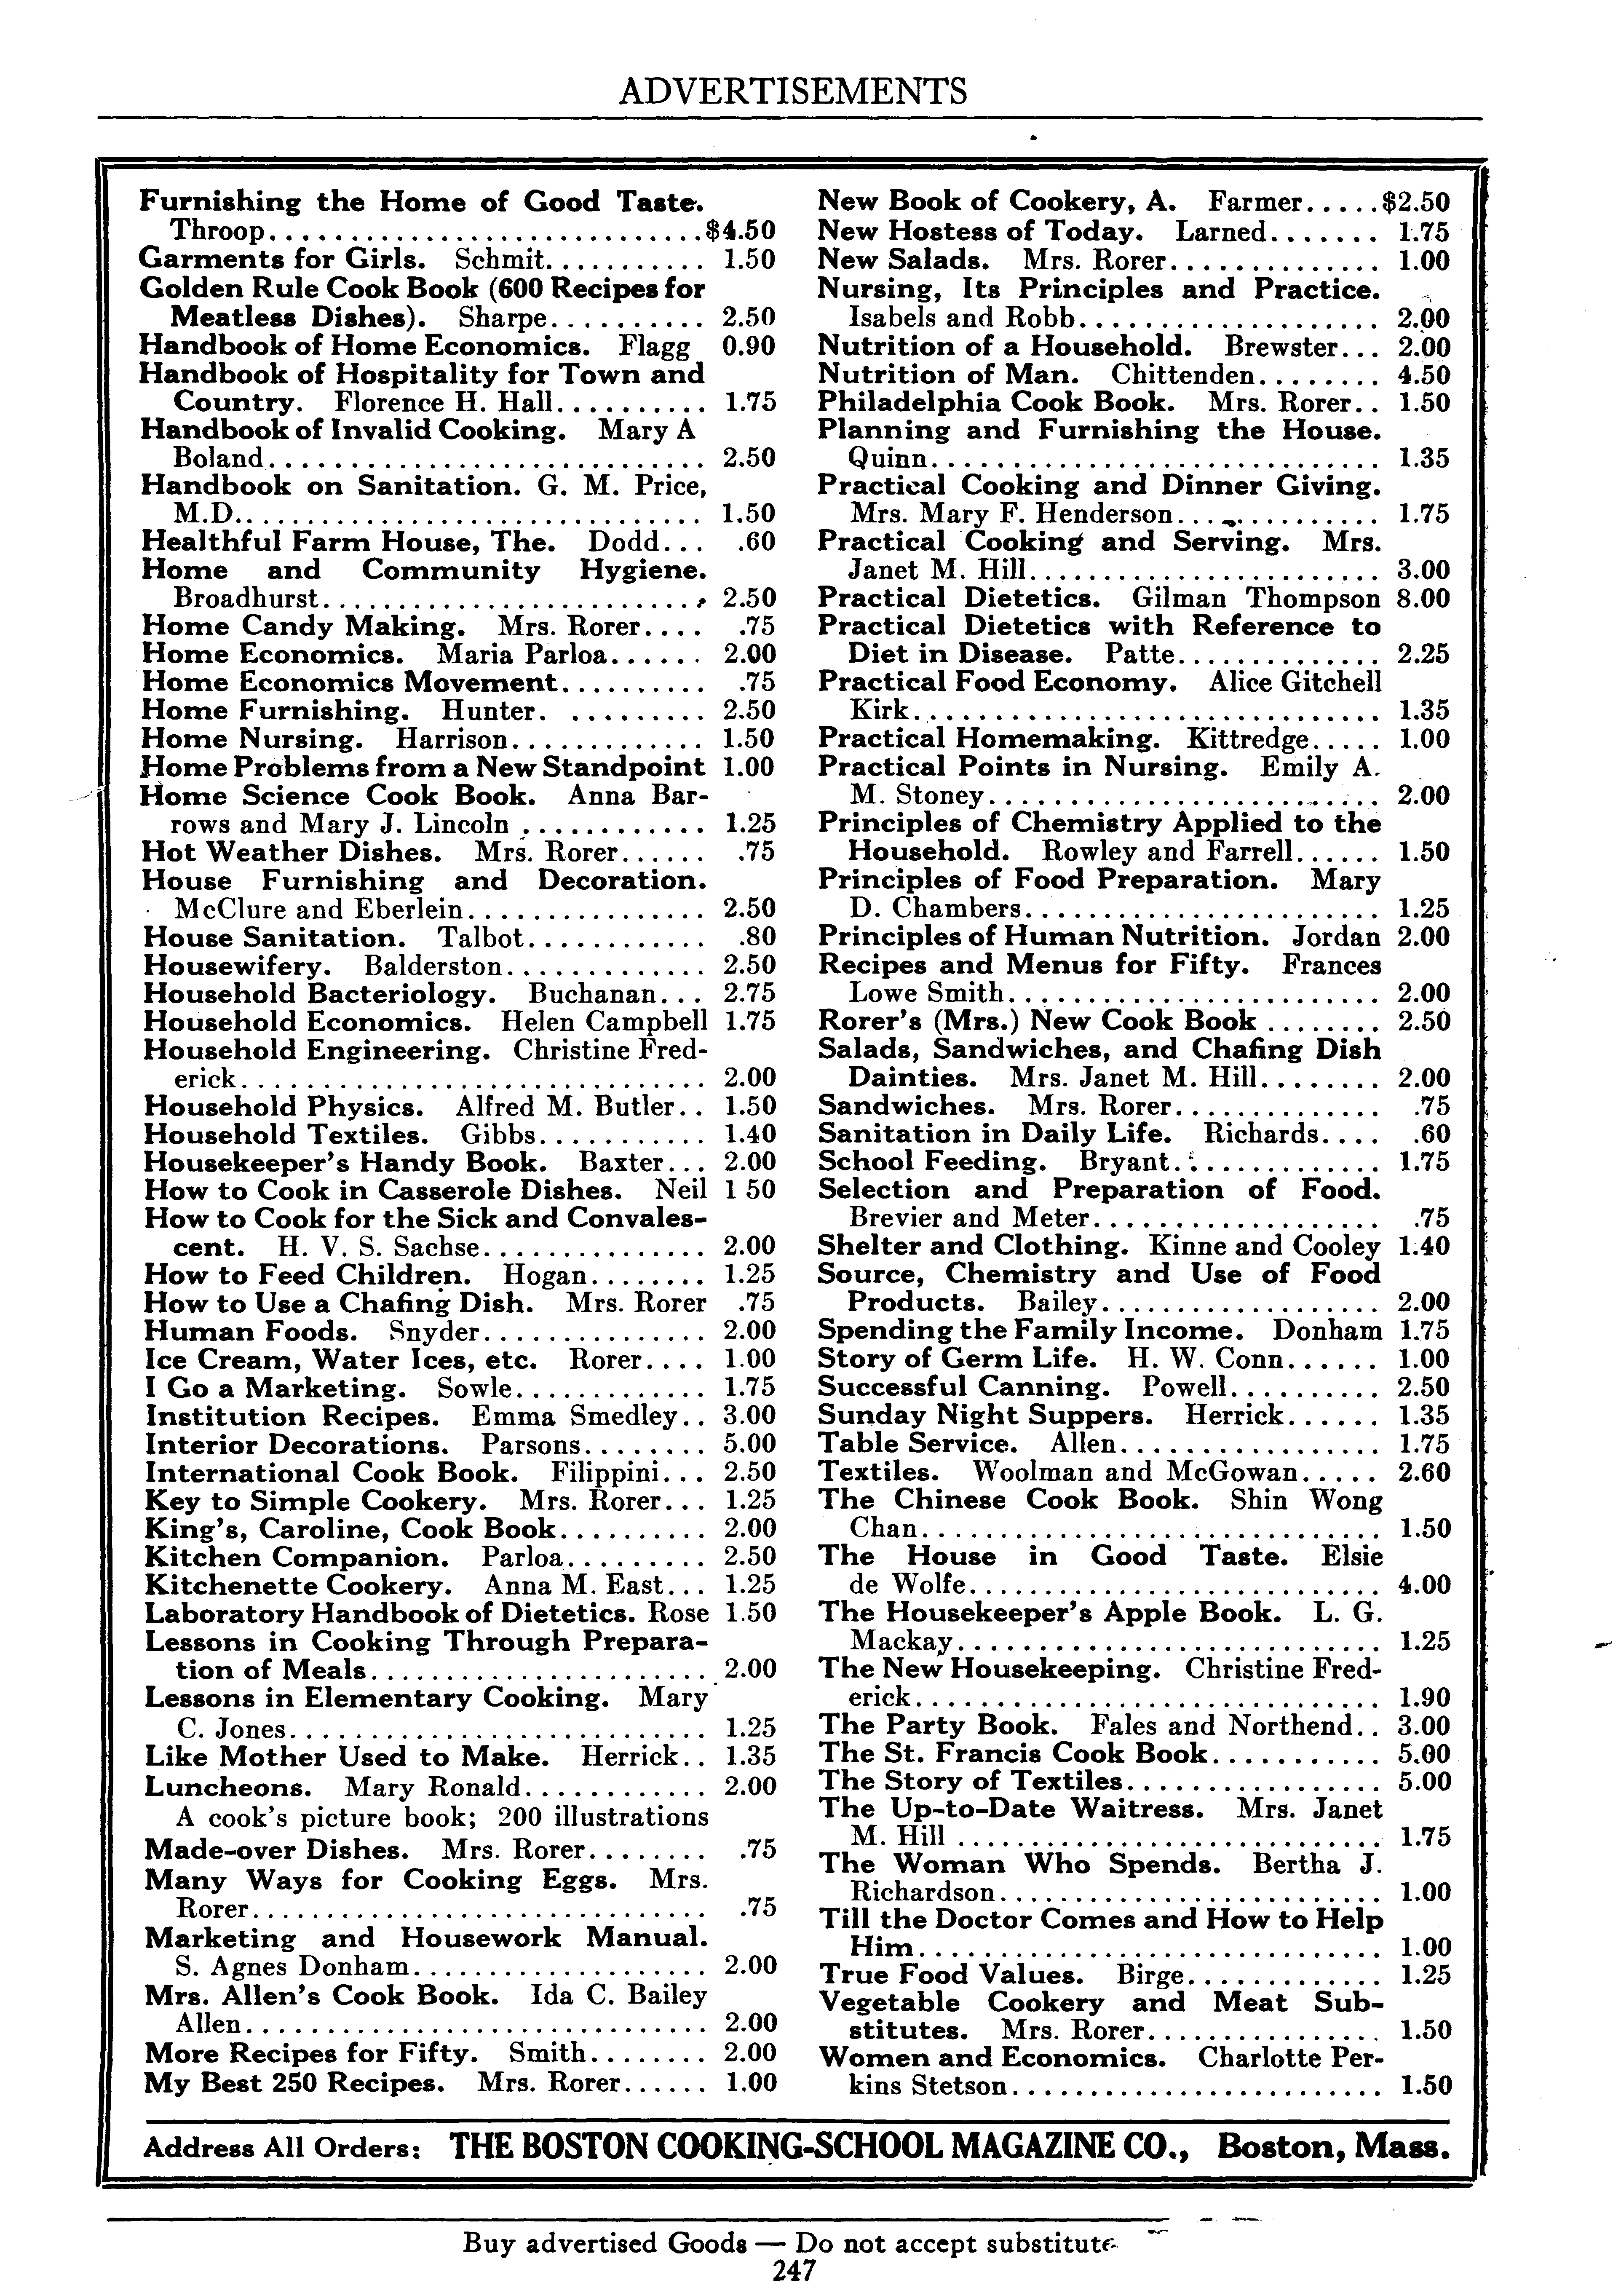 ADVERTISEMENTS
Furnishing the Home of Good Taste.
Throop............................$4.50
Garments for Girls. Schmit........... 1.50
Golden Rule Cook Book (600 Recipes for
Meatless Dishes). Sharpe.......... 2.50
Handbook of Home Economics. Flagg 0.90
Handbook of Hospitality for Town and
Country. Florence H. Hall.......... 1.75
Handbook of Invalid Cooking. Mary A
Boland........................... 2.50
Handbook on Sanitation. G. M. Price,
M.D............................. 1.50
Healthful Farm House, The. Dodd... .60
Home and Community Hygiene.
Broadhurst........................ 2.50
Home Candy Making. Mrs. Rorer.... .75
Home Economics. Maria Parloa...... 2.00
Home Economics Movement.......... .75
Home Furnishing. Hunter. ......... 2.50
Home Nursing. Harrison............. 1.50
Home Problems from a New Standpoint 1.00
Home Science Cook Book. Anna Bar-
rows and Mary J. Lincoln ............ 1.25
Hot Weather Dishes. Mrs. Rorer...... .75
House Furnishing and Decoration.
McClure and Eberlein............... 2.50
House Sanitation. Talbot............ .80
Housewifery. Balderston............. 2.50
Household Bacteriology. Buchanan... 2.75
Household Economics. Helen Campbell 1.75
Household Engineering. Christine Fred-
erick............................. 2.00
Household Physics. Alfred M. Butler.. 1.50
Household Textiles. Gibbs........... 1.40
Housekeeper's Handy Book. Baxter... 2.00
How to Cook in Casserole Dishes. Neil 1 50
How to Cook for the Sick and Convales-
cent. H. V. S. Sachse.............. 2.00
How to Feed Children. Hogan........ 1.25
How to Use a Chafing Dish. Mrs. Rorer .75
Human Foods. Snyder.............. 2.00
Ice Cream, Water Ices, etc. Rorer.... 1.00
I Go a Marketing. Sowle............. 1.75
Institution Recipes. Emma Smedley.. 3.00
Interior Decorations. Parsons........ 5.00
International Cook Book. Filippini... 2.50
Key to Simple Cookery. Mrs. Rorer... 1.25
King's, Caroline, Cook Book.......... 2.00
Kitchen Companion. Parloa......... 2.50
Kitchenette Cookery. Anna M. East... 1.25
Laboratory Handbook of Dietetics. Rose 1.50
Lessons in Cooking Through Prepara-
tion of Meals..................... 2.00
Lessons in Elementary Cooking. Mary
C. Jones.......................... 1.25
Like Mother Used to Make. Herrick.. 1.35
Luncheons. Mary Ronald............ 2.00
A cook's picture book; 200 illustrations
Made-over Dishes. Mrs. Rorer........ .75
Many Ways for Cooking Eggs. Mrs.
Rorer............................. .75
Marketing and Housework Manual.
S. Agnes Donham................... 2.00
Mrs. Allen's Cook Book. Ida C. Bailey
Allen............................. 2.00
More Recipes for Fifty. Smith........ 2.00
My Best 250 Recipes. Mrs. Rorer...... 1.00
New Book of Cookery, A. Farmer.....$2.50
New Hostess of Today. Larned....... 1.75
New Salads. Mrs. Rorer............. 1.00
Nursing, Its Principles and Practice.
Isabels and Robb................... 2.00
Nutrition of a Household. Brewster... 2.00
Nutrition of Man. Chittenden........ 4.50
Philadelphia Cook Book. Mrs. Rorer.. 1.50
Planning and Furnishing the House.
Quinn............................ 1.35
Practical Cooking and Dinner Giving.
Mrs. Mary F. Henderson............. 1.75
Practical Cooking and Serving. Mrs.
Janet M. Hill...................... 3.00
Practical Dietetics. Gilman Thompson 8.00
Practical Dietetics with Reference to
Diet in Disease. Patte............. 2.25
Practical Food Economy. Alice Gitchell
Kirk............................. 1.35
Practical Homemaking. Kittredge..... 1.00
Practical Points in Nursing. Emily A.
M. Stoney........................ 2.00
Principles of Chemistry Applied to the
Household. Rowley and Farrell...... 1.50
Principles of Food Preparation. Mary
D. Chambers....................... 1.25
Principles of Human Nutrition. Jordan 2.00
Recipes and Menus for Fifty. Frances
Lowe Smith....................... 2.00
Rorer's (Mrs.) New Cook Book ........ 2.50
Salads, Sandwiches, and Chafing Dish
Dainties. Mrs. Janet M. Hill........ 2.00
Sandwiches. Mrs. Rorer............. .75
Sanitation in Daily Life. Richards.... .60
School Feeding. Bryant............. 1.75
Selection and Preparation of Food.
Brevier and Meter.................. .75
Shelter and Clothing. Kinne and Cooley 1.40
Source, Chemistry and Use of Food
Products. Bailey.................. 2.00
Spending the Family Income. Donham 1.75
Story of Germ Life. H. W. Conn...... 1.00
Successful Canning. Powell.......... 2.50
Sunday Night Suppers. Herrick...... 1.35
Table Service. Allen................. 1.75
Textiles. Woolman and McGowan..... 2.60
The Chinese Cook Book. Shin Wong
Chan............................. 1.50
The House in Good Taste. Elsie
de Wolfe.......................... 4.00
The Housekeeper's Apple Book. L. G.
Mackay........................... 1.25
The New Housekeeping. Christine Fred-
erick............................. 1.90
The Party Book. Fales and Northend.. 3.00
The St. Francis Cook Book........... 5.00
The Story of Textiles................ 5.00
The Up-to-Date Waitress. Mrs. Janet
M. Hill ........................... 1.75
The Woman Who Spends. Bertha J.
Richardson........................ 1.00
Till the Doctor Comes and How to Help
Him............................. 1.00
True Food Values. Birge............. 1.25
Vegetable Cookery and Meat Sub-
stitutes. Mrs. Rorer................ 1.50
Women and Economics. Charlotte Per-
kins Stetson........................ 1.50
Address All Orders: THE BOSTON COOKING-SCHOOL MAGAZINE CO., Boston, Mass.
Buy advertised Goods — Do not accept substitute
247